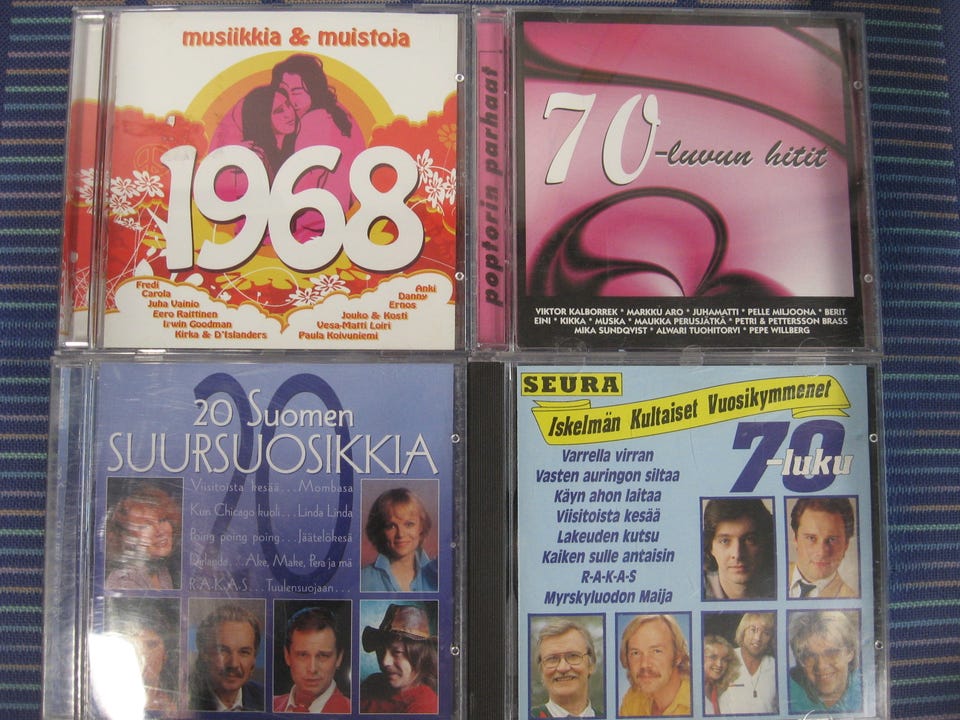 musiikkia & muistoja
1968
Fredi
Carola
Juha Vainio
Eero Raittinen
Irwin Goodman
Kirka & D'Islanders
Anki
Danny
Ernos
Jouko & Kosti
Vesa-Matti Loiri
Paula Koivuniemi
poptorin parhaat
70-luvun hitit
VIKTOR KALBORREK * MARKKU ARO * JUHAMATTI * PELLE MILJOONA * BERIT
EINI * KIKKA * MUSKA * MAUKKA PERUSJÄTKÄ * PETRI & PETTERSSON BRASS
MIKA SUNDQVIST * ALWARI TUOHITORVI * PEPE WILLBERG
20
20 Suomen
SUURSUOSIKKIA
Viisitoista kesää...Mombasa
Kun Chicago kuoli...Linda Linda
Poing poing poing...Jäätelökesä
Dirlanda...Ake, Make, Pera ja mä
R-A-K-A-S...Tuulensuojaan...
SEURA
Iskelmän Kultaiset Vuosikymmenet
70-luku
Varrella virran
Vasten auringon siltaa
Käyn ahon laitaa
Viisitoista kesää
Lakeuden kutsu
Kaiken sulle antaisin
R-A-K-A-S
Myrskyluodon Maija